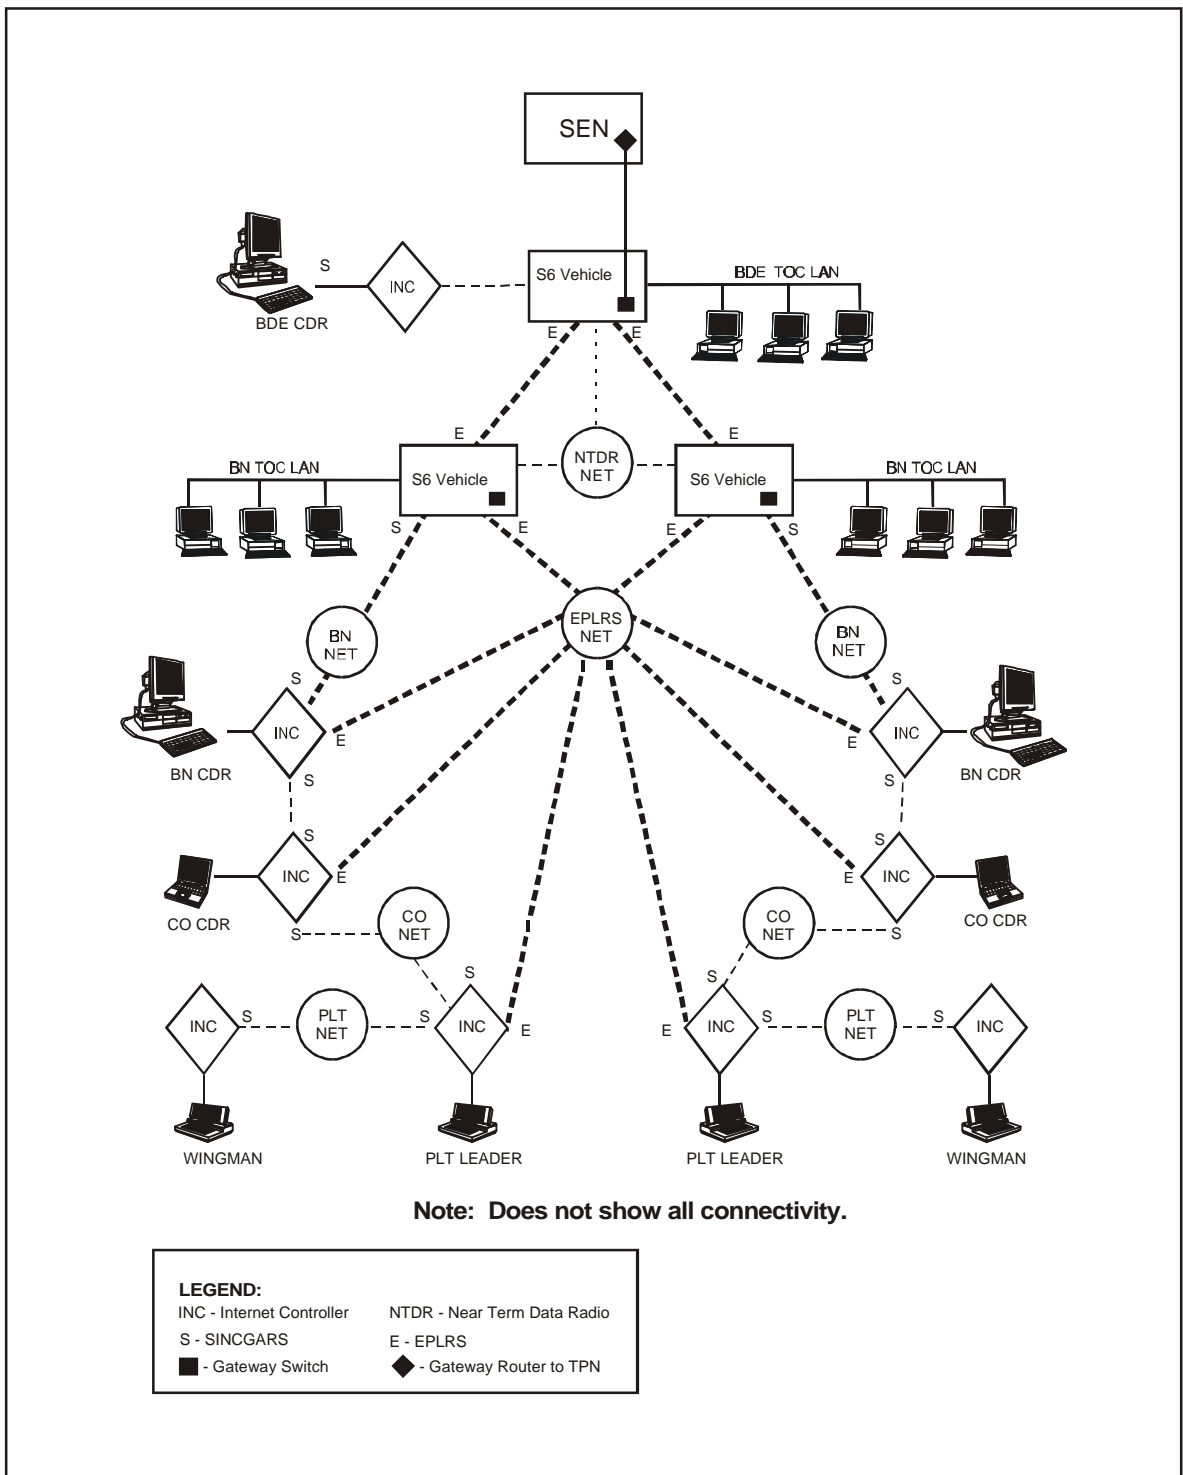 SEN
S
S6 Vehicle
BDE TOC LAN
INC
BDE CDR
E E
E E
BN TOC LAN
S6 Vehicle
NTDR
NET
S6 Vehicle
BN TOC LAN
S E E S
EPLRS
NET
BN
NET
BN
NET
S S
INC E
E INC
BN CDR
BN CDR
S S
S S
INC E
E INC
CO CDR
CO CDR
CO
NET
CO
NET
S S
S S
INC S
PLT
NET
S INC E
E INC S
PLT
NET
S INC
WINGMAN
PLT LEADER
PLT LEADER
WINGMAN
Note: Does not show all connectivity.
LEGEND:
INC - Internet Controller NTDR - Near Term Data Radio
S - SINCGARS E - EPLRS
- Gateway Switch - Gateway Router to TPN